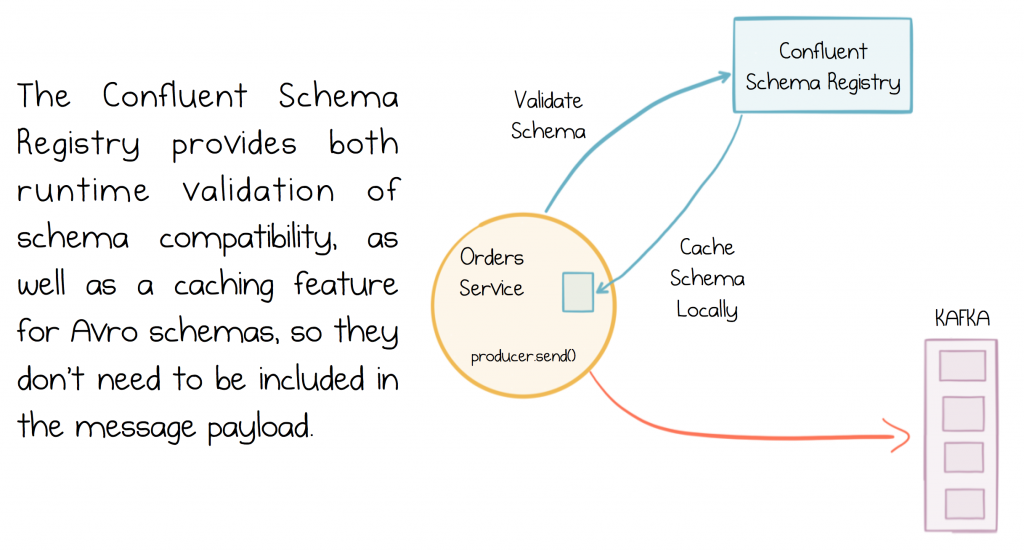 The Confluent Schema
Registry provides both
runtime validation of
schema compatibility, as
well as a caching feature
for Avro schemas, so they
don't need to be included in
the message payload.
Confluent
Schema Registry
Validate
Schema
Orders
Service
producer.send()
Cache
Schema
Locally
KAFKA